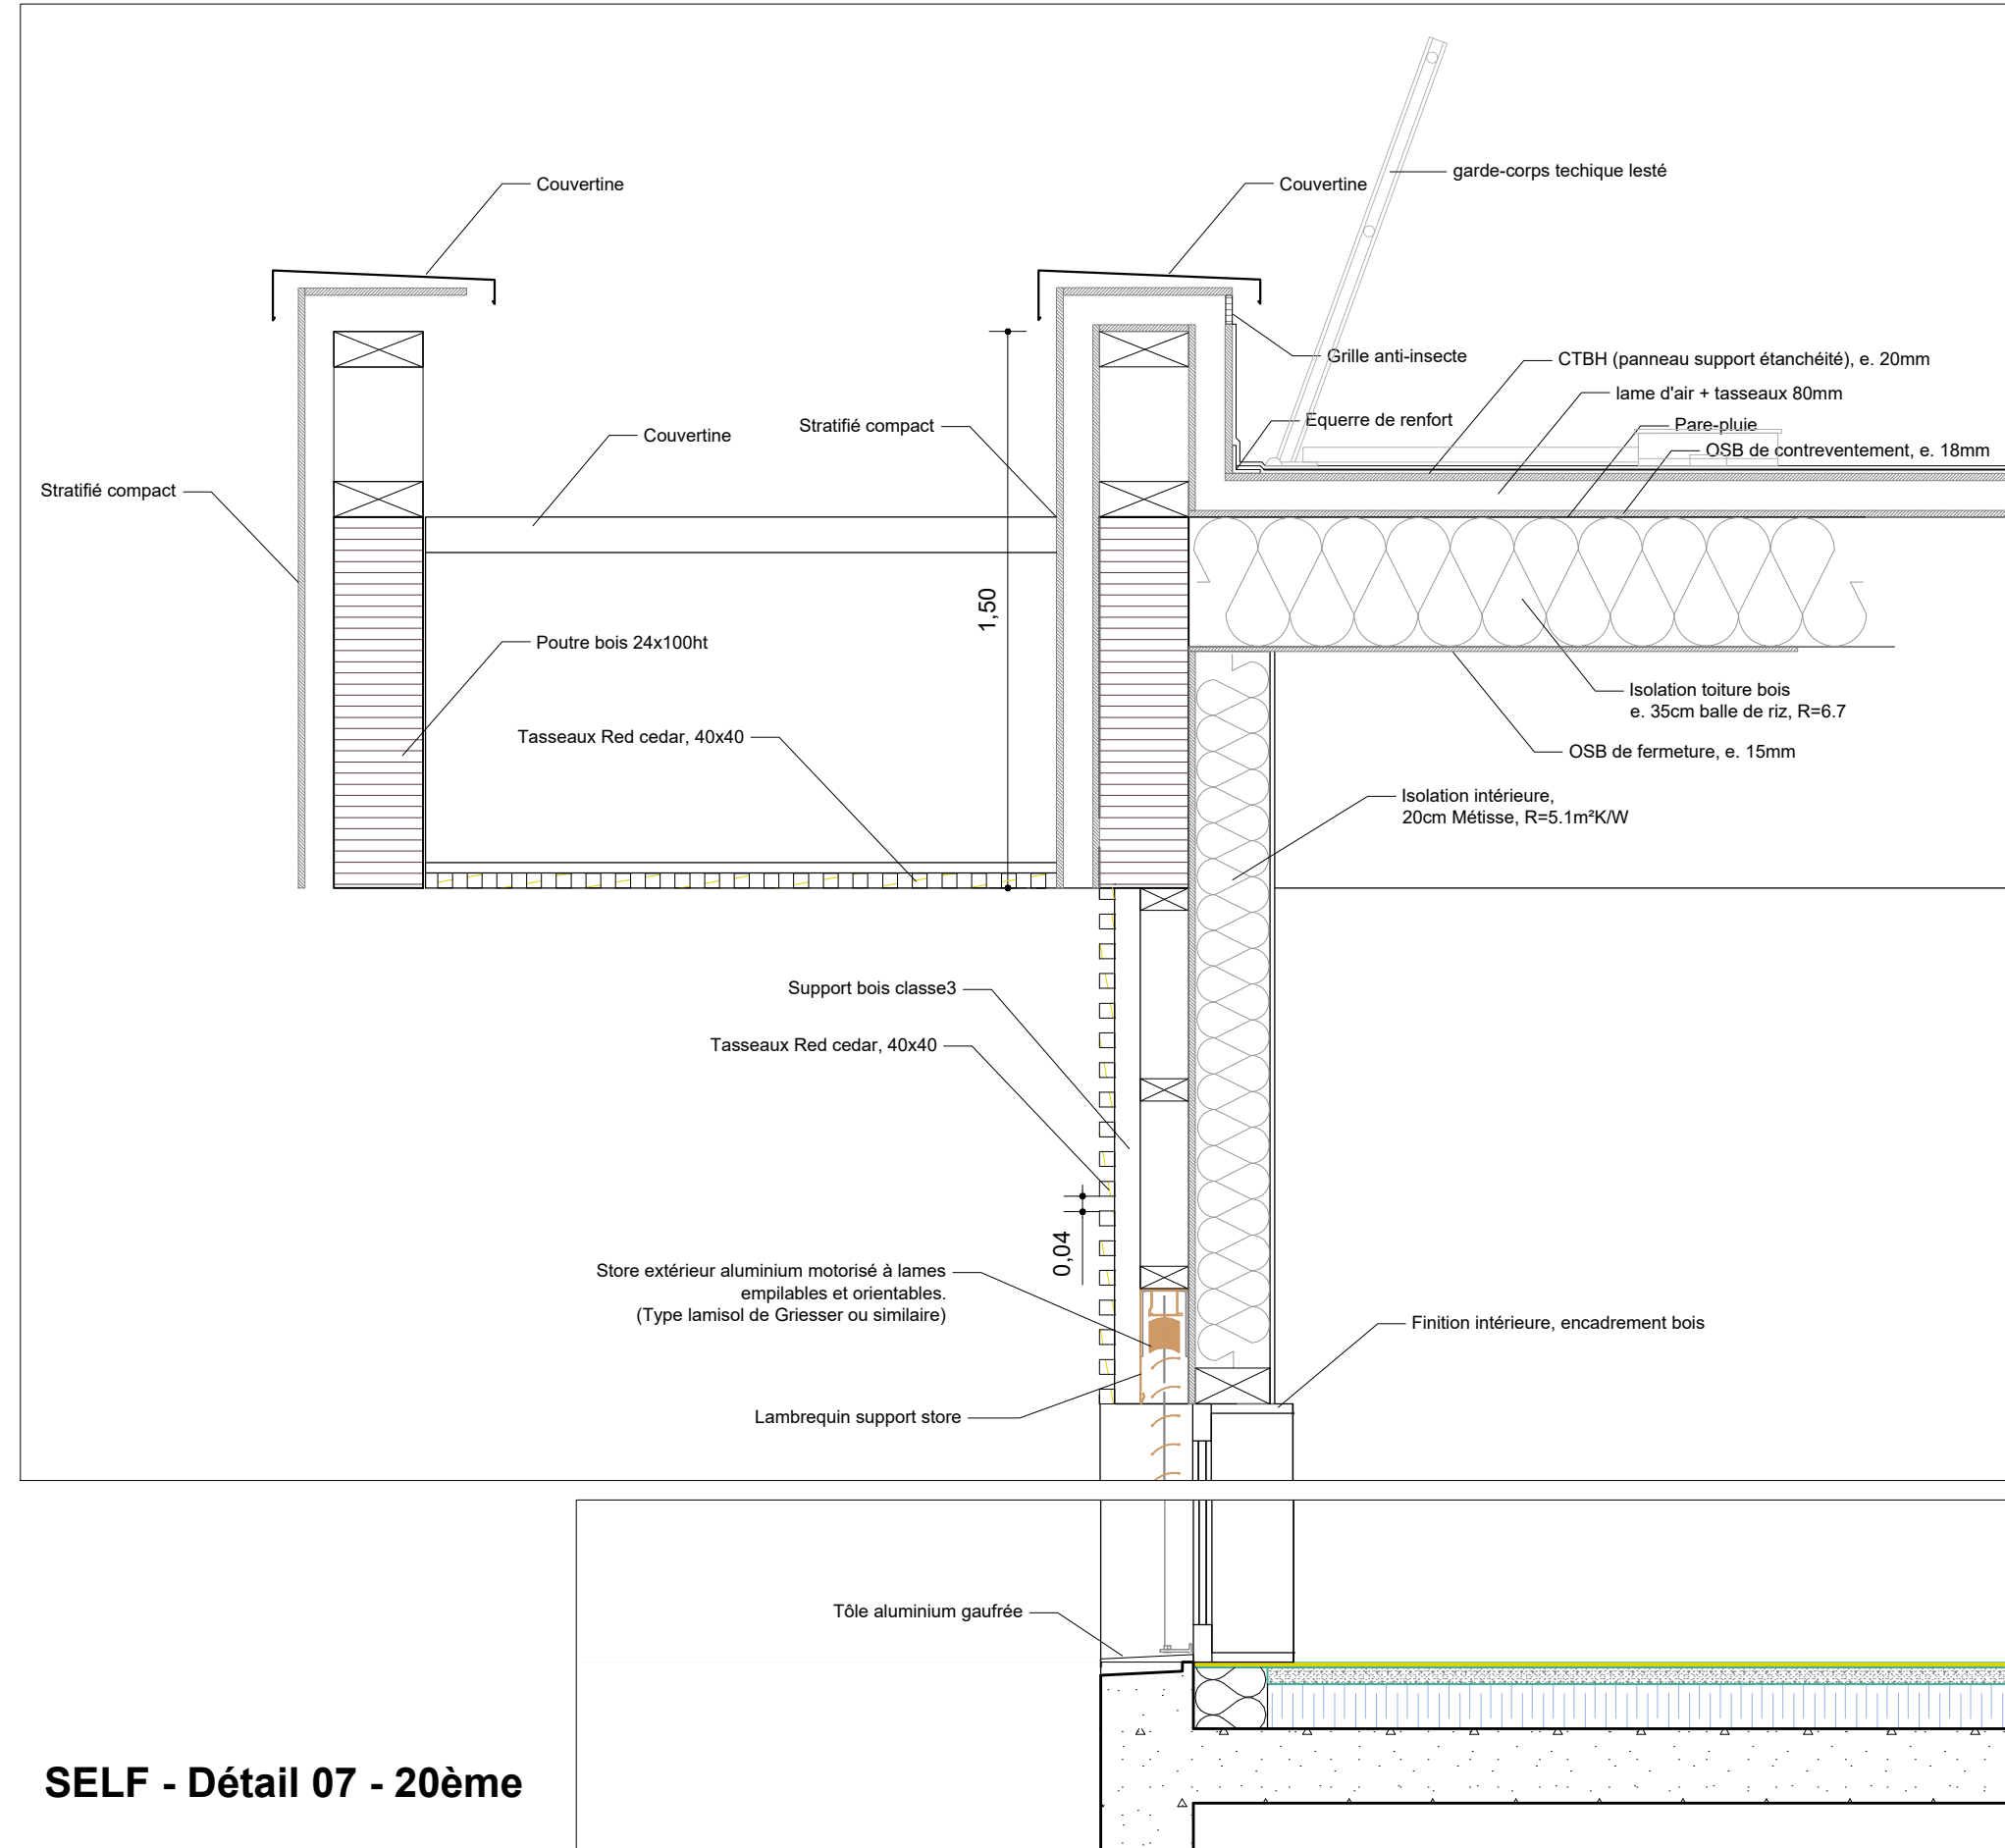 garde-corps techique lesté
Couvertine
Couvertine
Grille anti-insecte
CTBH (panneau support étanchéité), e. 20mm
lame d'air + tasseaux 80mm
Equerre de renfort
Pare-pluie
Stratifié compact
Couvertine
OSB de contreventement, e. 18mm
Stratifié compact
1,50
Poutre bois 24x100ht
Isolation toiture bois
e. 35cm balle de riz, R=6.7
Tasseaux Red cedar, 40x40
OSB de fermeture, e. 15mm
Isolation intérieure,
20cm Métisse, R=5.1m²K/W
Support bois classe3
Tasseaux Red cedar, 40x40
0,04
Store extérieur aluminium motorisé à lames
empilables et orientables.
(Type lamisol de Griesser ou similaire)
Finition intérieure, encadrement bois
Lambrequin support store
Tôle aluminium gaufrée
SELF - Détail 07 - 20ème